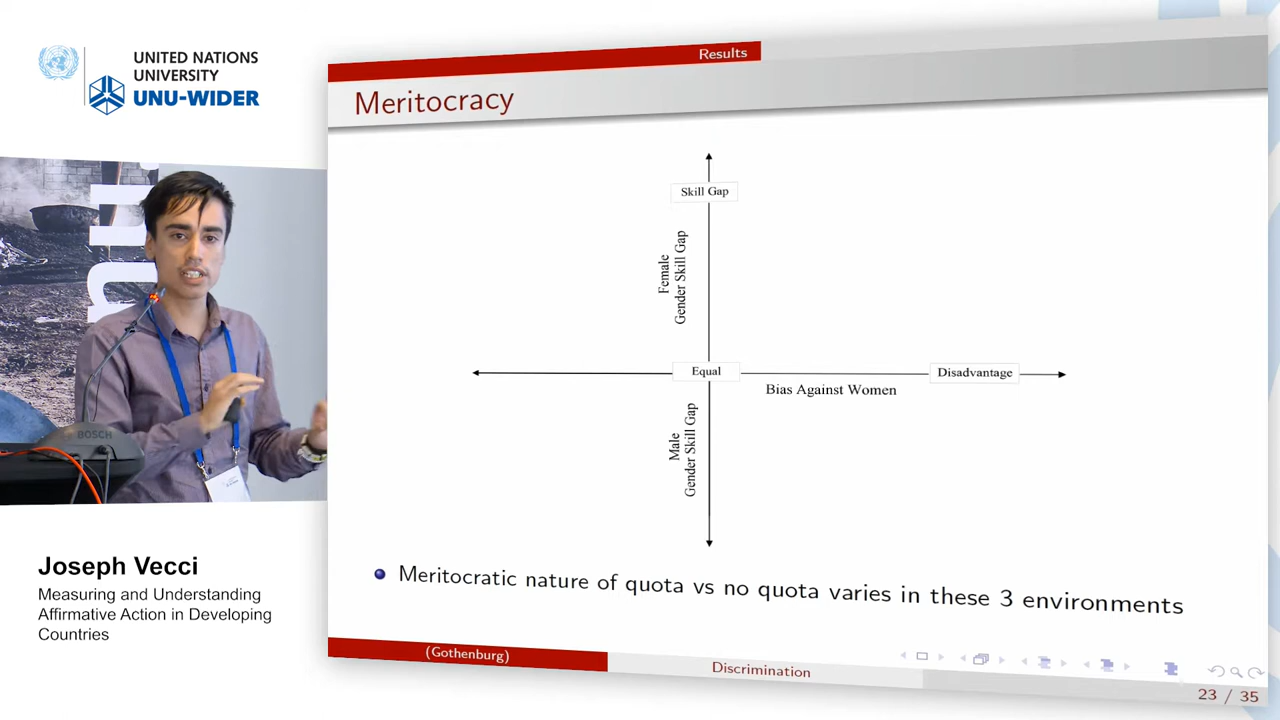 UNITED NATIONS
UNIVERSITY
UNU-WIDER
Results
Meritocracy
Skill Gap
Female
Gender Skill Gap
Equal
Disadvantage
Bias Against Women
Male
Gender Skill Gap
BOSCH
Meritocratic nature of quota vs no quota varies in these 3 environments
Joseph Vecci
Measuring and Understanding
Affirmative Action in Developing
Countries
(Gothenburg)
Discrimination
23 / 35